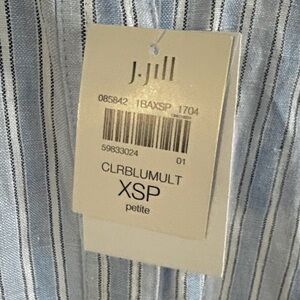 J.Jill
085842 1BAXSP 1704
59833024 01
CLRBLUMULT
XSP
petite